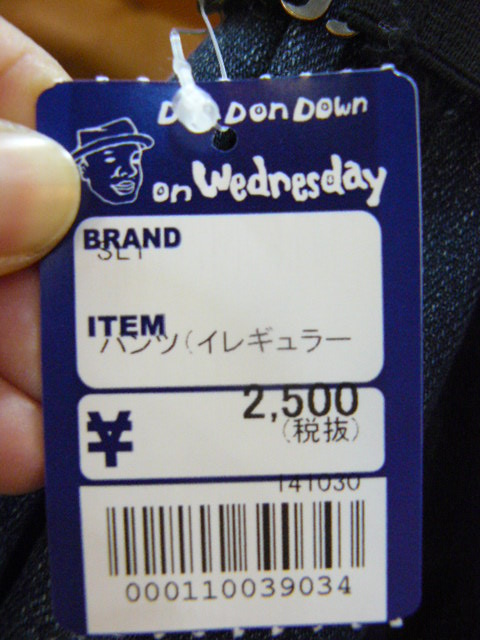 Don Down
on Wednesday
BRAND
ITEM
パンツ(イレギュラー
¥ 2,500
(税抜)
141030
000110039034